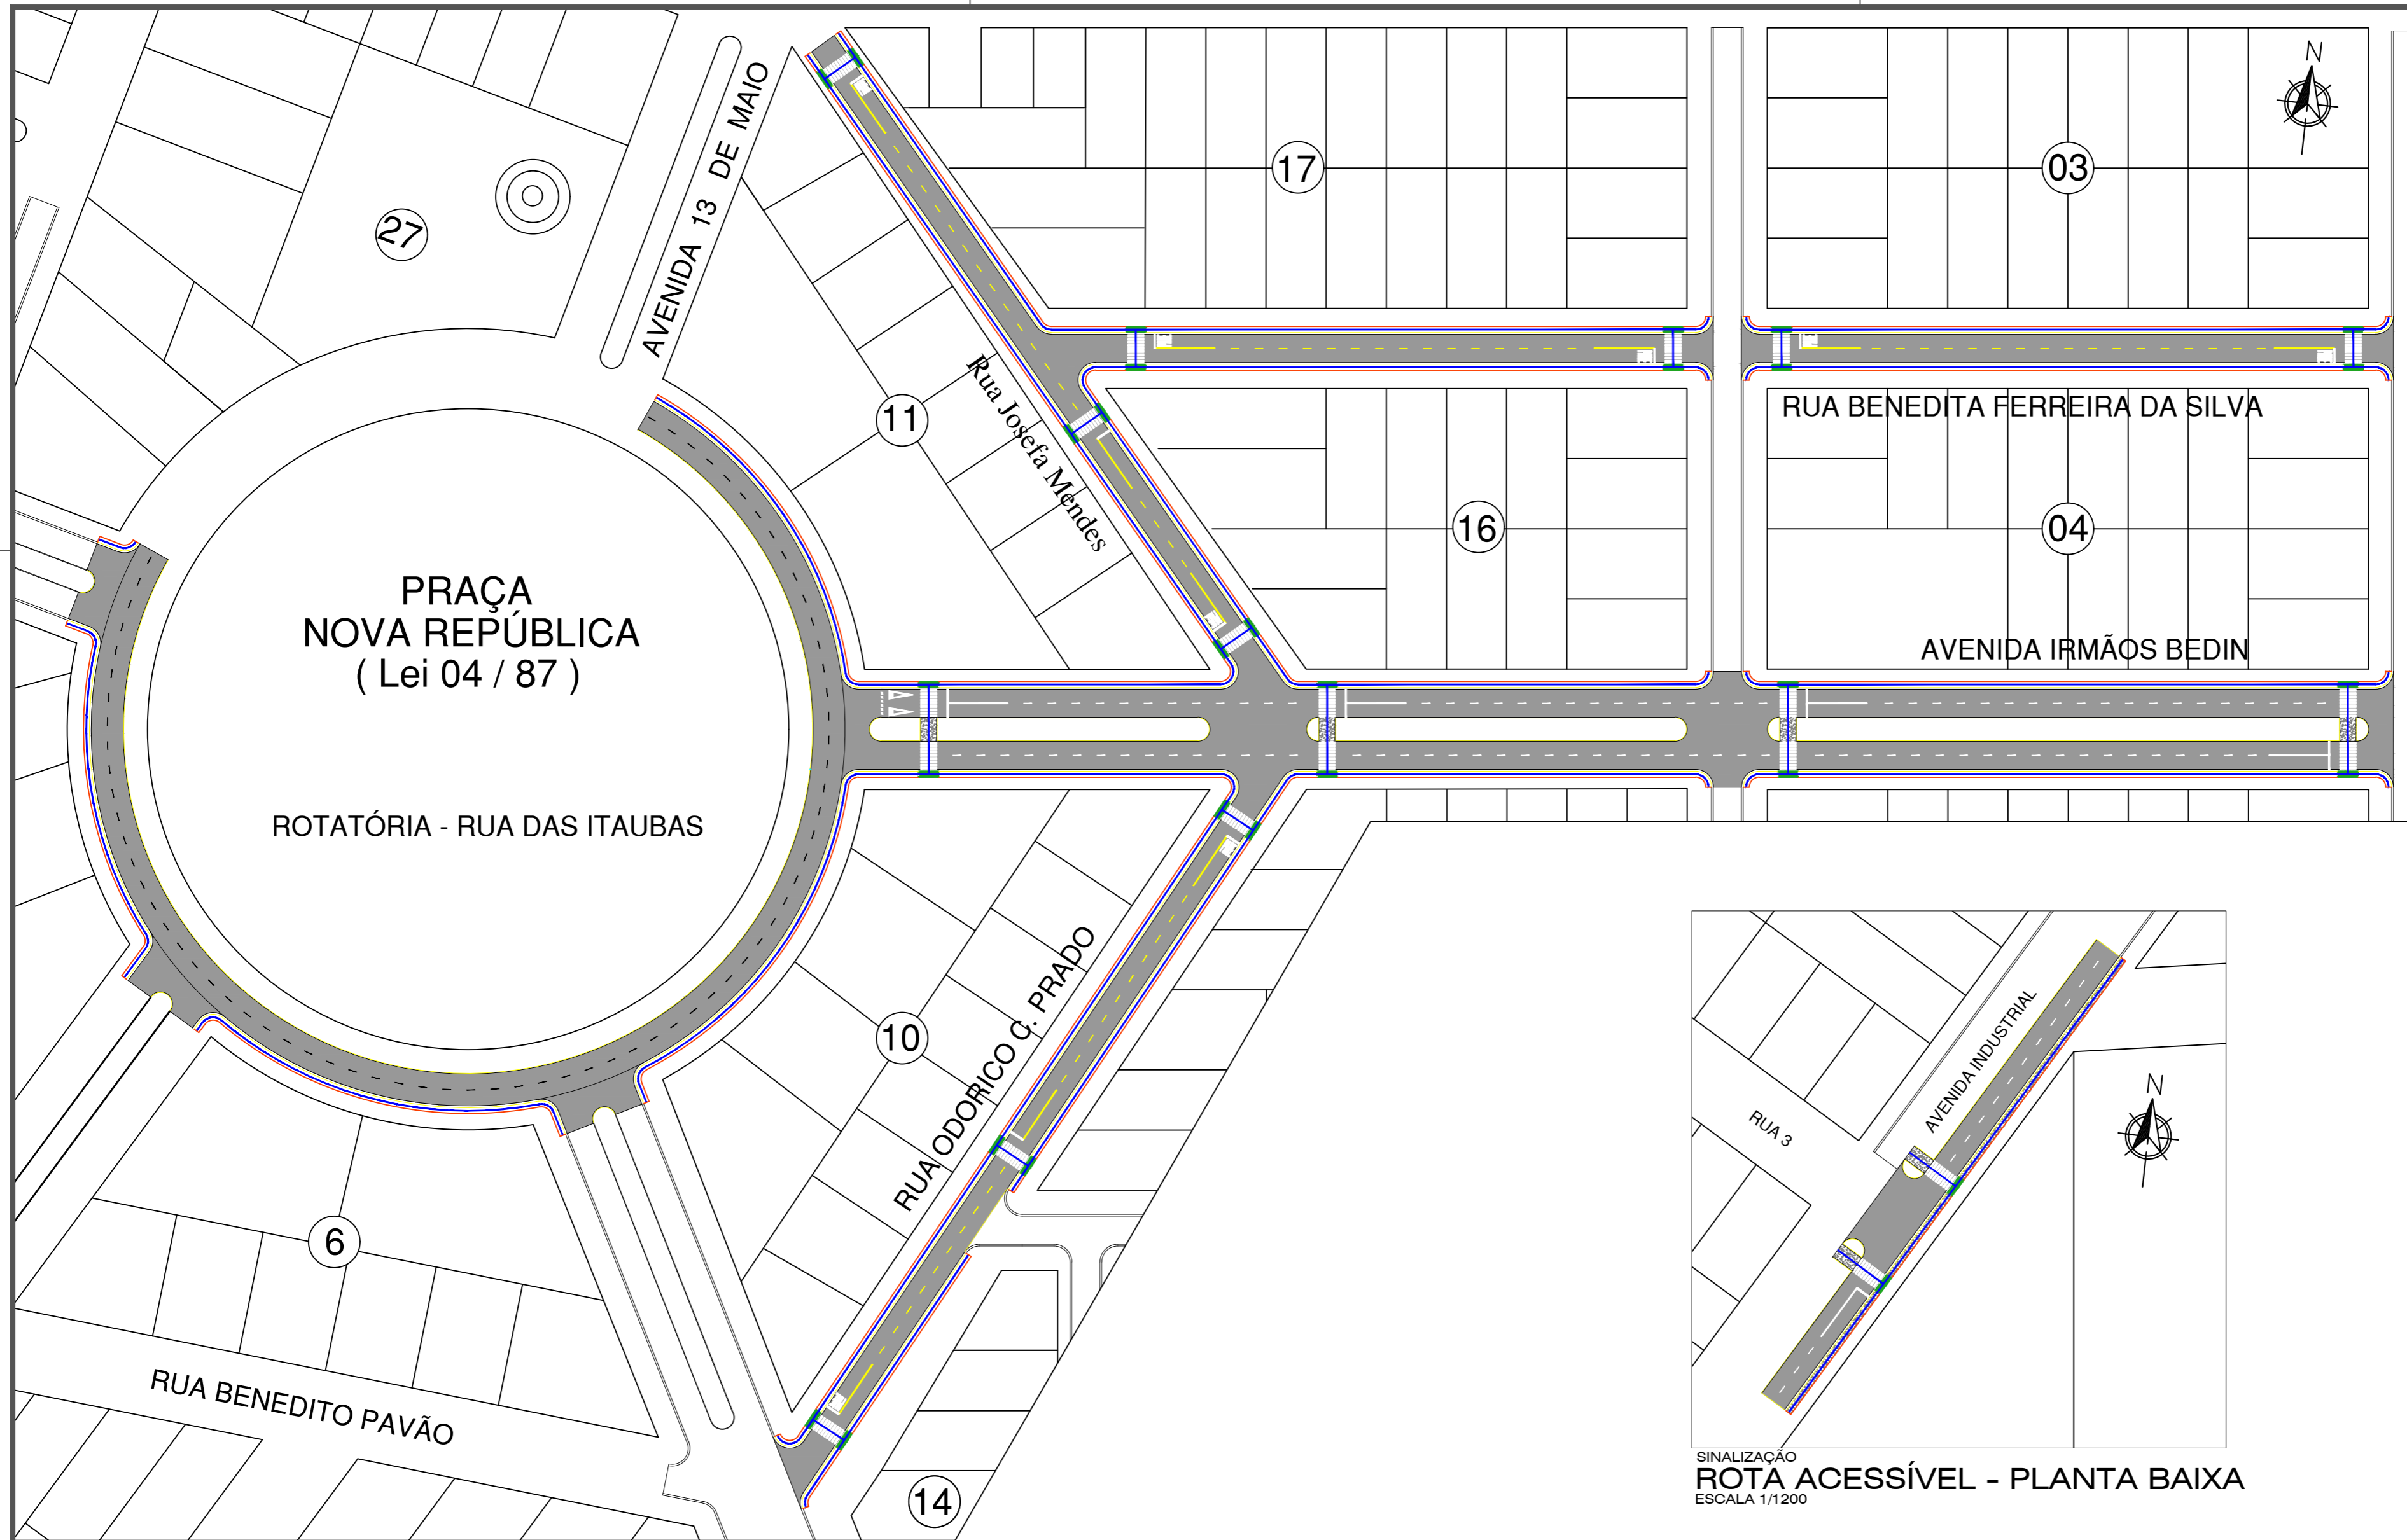 N
AVENIDA 13 DE MAIO
17
03
27
11
Rua Josefa Mendes
RUA BENEDITA FERREIRA DA SILVA
16
04
PRAÇA
NOVA REPÚBLICA
( Lei 04 / 87 )
AVENIDA IRMÃOS BEDIN
ROTATÓRIA - RUA DAS ITAUBAS
10
RUA ODORICO C. PRADO
AVENIDA INDUSTRIAL
RUA 3
N
6
RUA BENEDITO PAVÃO
14
SINALIZAÇÃO
ROTA ACESSÍVEL - PLANTA BAIXA
ESCALA 1/1200